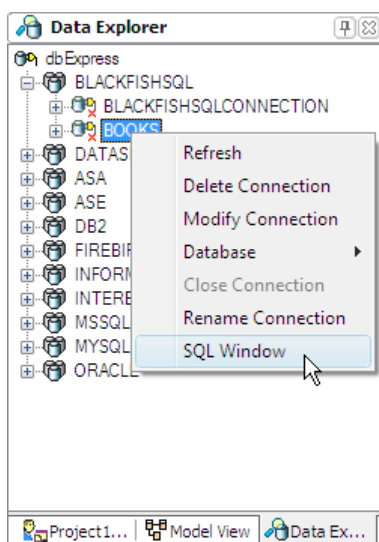 Data Explorer
dbExpress
BLACKFISHSQL
BLACKFISHSQLCONNECTION
BOOKS
DATAS
ASA
ASE
DB2
FIREBIR
INFORM
INTERE
MSSQL
MYSQL
ORACLE
Refresh
Delete Connection
Modify Connection
Database
Close Connection
Rename Connection
SQL Window
Project1... Model View Data Ex...